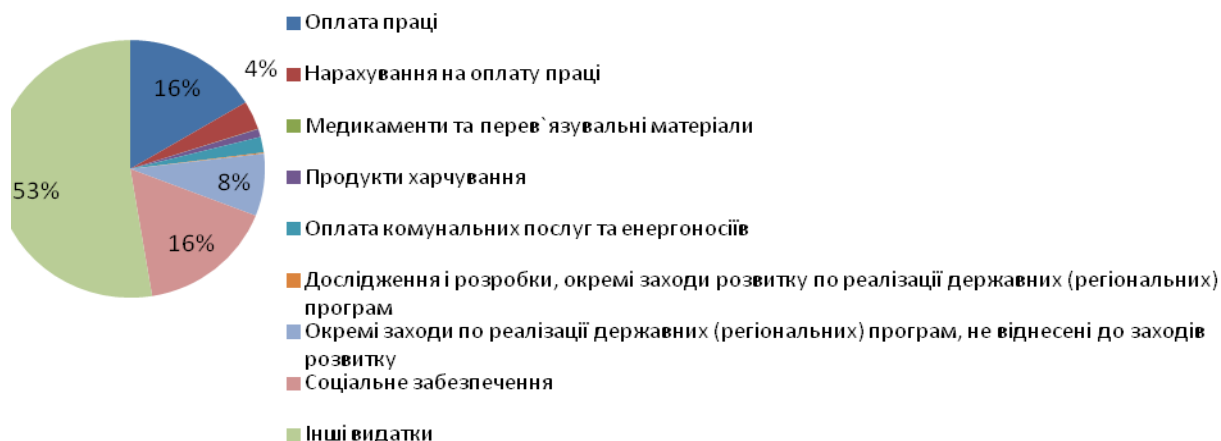 Оплата праці
4%
16%
Нарахування на оплату праці
Медикаменти та перев`язувальні матеріали
Продукти харчування
8%
53%
Оплата комунальних послуг та енергоносіїв
16%
Дослідження і розробки, окремі заходи розвитку по реалізації державних (регіональних)
програм
Окремі заходи по реалізації державних (регіональних) програм, не віднесені до заходів
розвитку
Соціальне забезпечення
Інші видатки